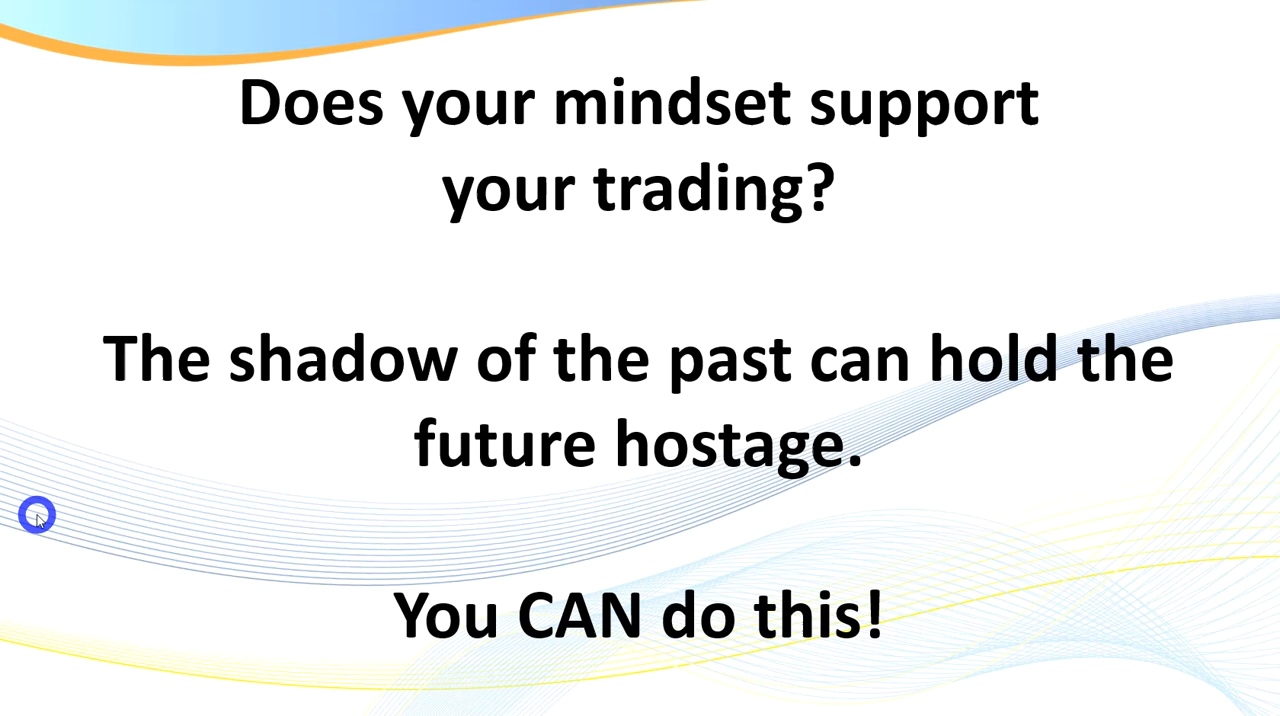 Does your mindset support
your trading?
The shadow of the past can hold the
future hostage.
You CAN do this!